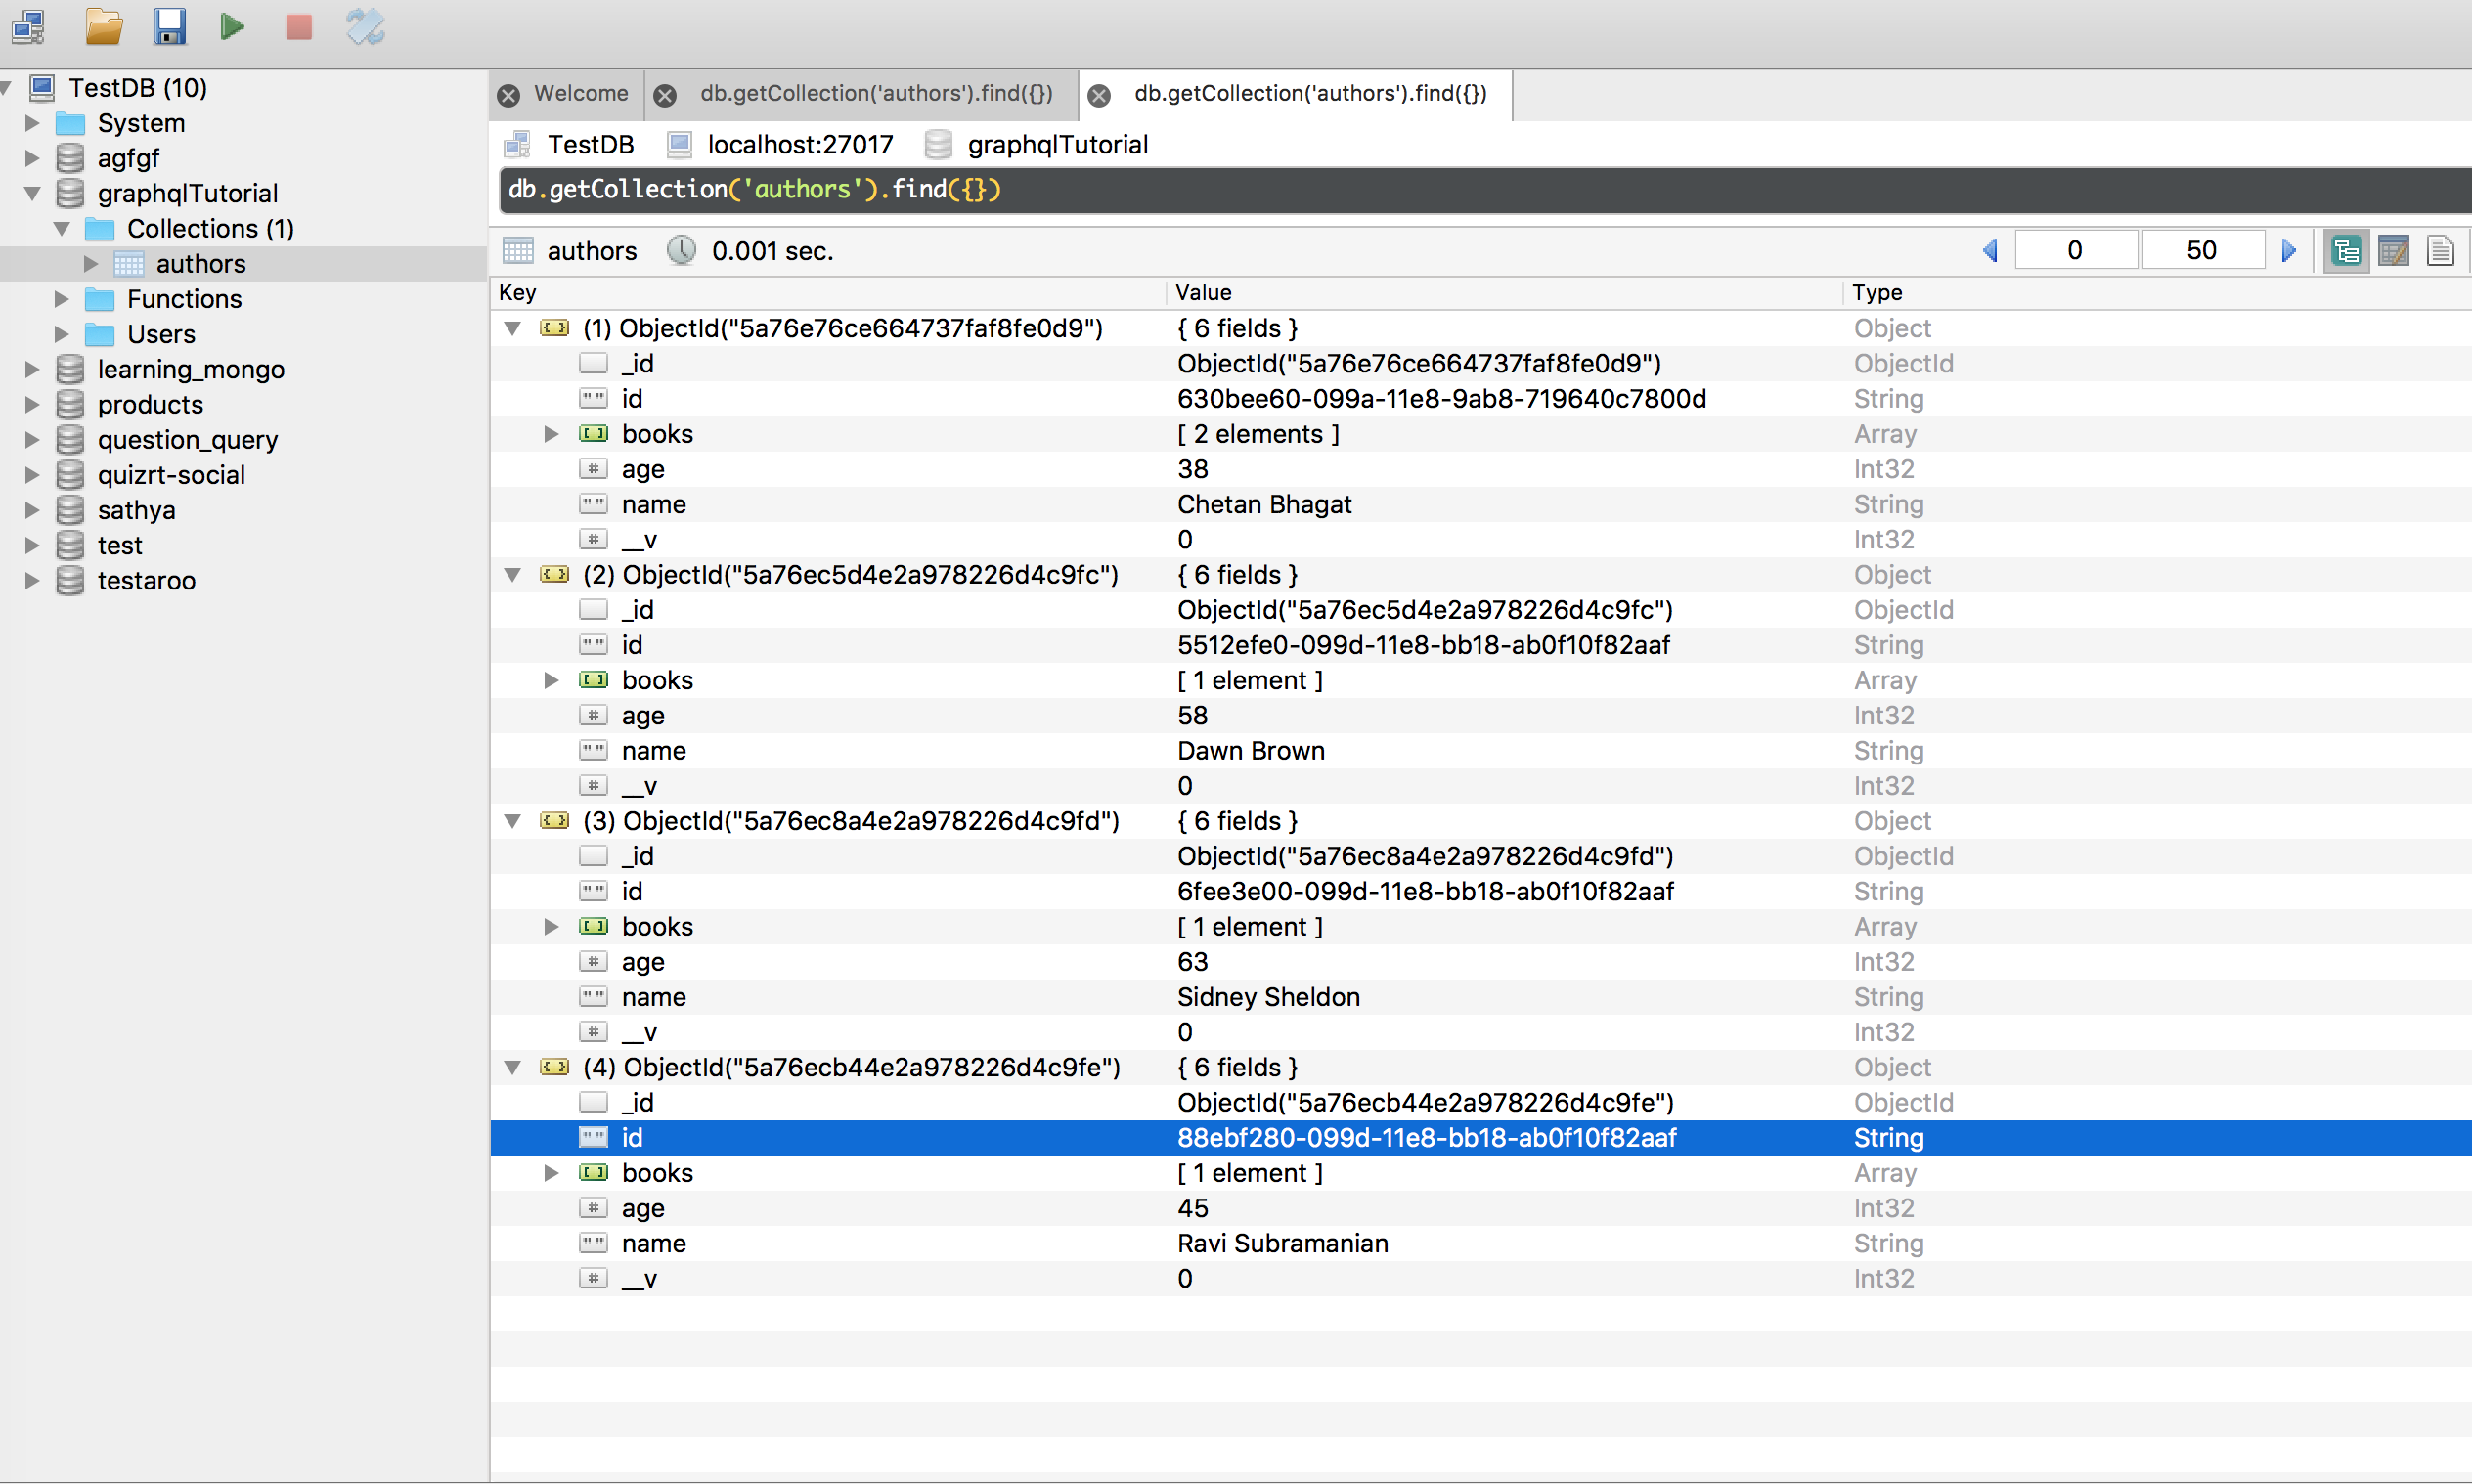 TestDB (10)
System
agfgf
graphqlTutorial
Collections (1)
authors
Functions
Users
learning_mongo
products
question_query
quizrt-social
sathya
test
testaroo
Welcome db.getCollection('authors').find({}) db.getCollection('authors').find({})
TestDB localhost:27017 graphqlTutorial
db.getCollection('authors').find({})
authors 0.001 sec. 0 50
Key Value Type
(1) ObjectId("5a76e76ce664737faf8fe0d9") { 6 fields } Object
_id ObjectId("5a76e76ce664737faf8fe0d9") ObjectId
id 630bee60-099a-11e8-9ab8-719640c7800d String
books [ 2 elements ] Array
age 38 Int32
name Chetan Bhagat String
__v 0 Int32
(2) ObjectId("5a76ec5d4e2a978226d4c9fc") { 6 fields } Object
_id ObjectId("5a76ec5d4e2a978226d4c9fc") ObjectId
id 5512efe0-099d-11e8-bb18-ab0f10f82aaf String
books [ 1 element ] Array
age 58 Int32
name Dawn Brown String
__v 0 Int32
(3) ObjectId("5a76ec8a4e2a978226d4c9fd") { 6 fields } Object
_id ObjectId("5a76ec8a4e2a978226d4c9fd") ObjectId
id 6fee3e00-099d-11e8-bb18-ab0f10f82aaf String
books [ 1 element ] Array
age 63 Int32
name Sidney Sheldon String
__v 0 Int32
(4) ObjectId("5a76ecb44e2a978226d4c9fe") { 6 fields } Object
_id ObjectId("5a76ecb44e2a978226d4c9fe") ObjectId
id 88ebf280-099d-11e8-bb18-ab0f10f82aaf String
books [ 1 element ] Array
age 45 Int32
name Ravi Subramanian String
__v 0 Int32